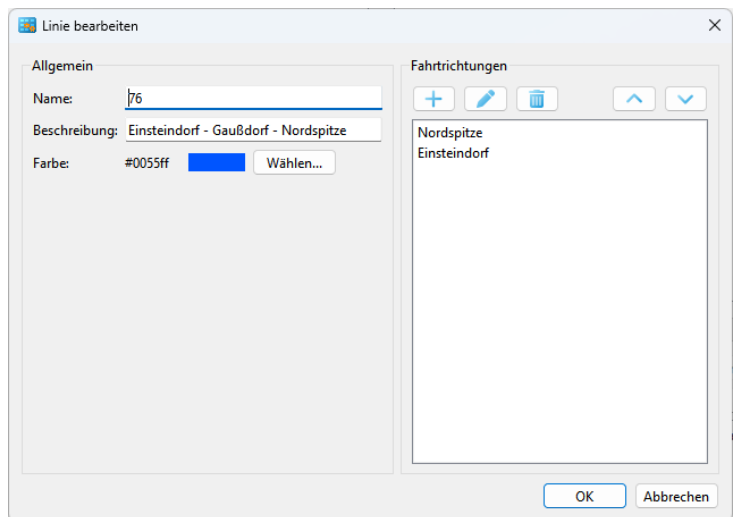 Linie bearbeiten
Allgemein
Name: 76
Beschreibung: Einsteindorf - Gaußdorf - Nordspitze
Farbe: #0055ff Wählen...
Fahrtrichtungen
Nordspitze
Einsteindorf
OK Abbrechen